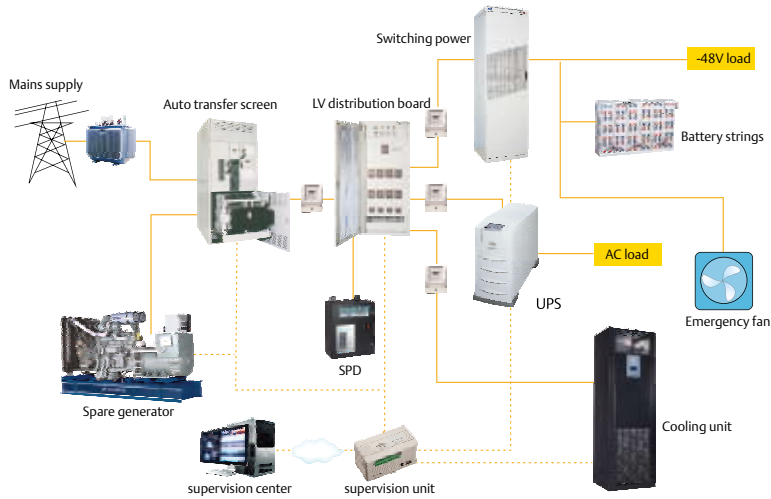 Switching power
-48V load
Mains supply
Auto transfer screen
LV distribution board
Battery strings
AC load
UPS
Emergency fan
SPD
Spare generator
Cooling unit
supervision center
supervision unit